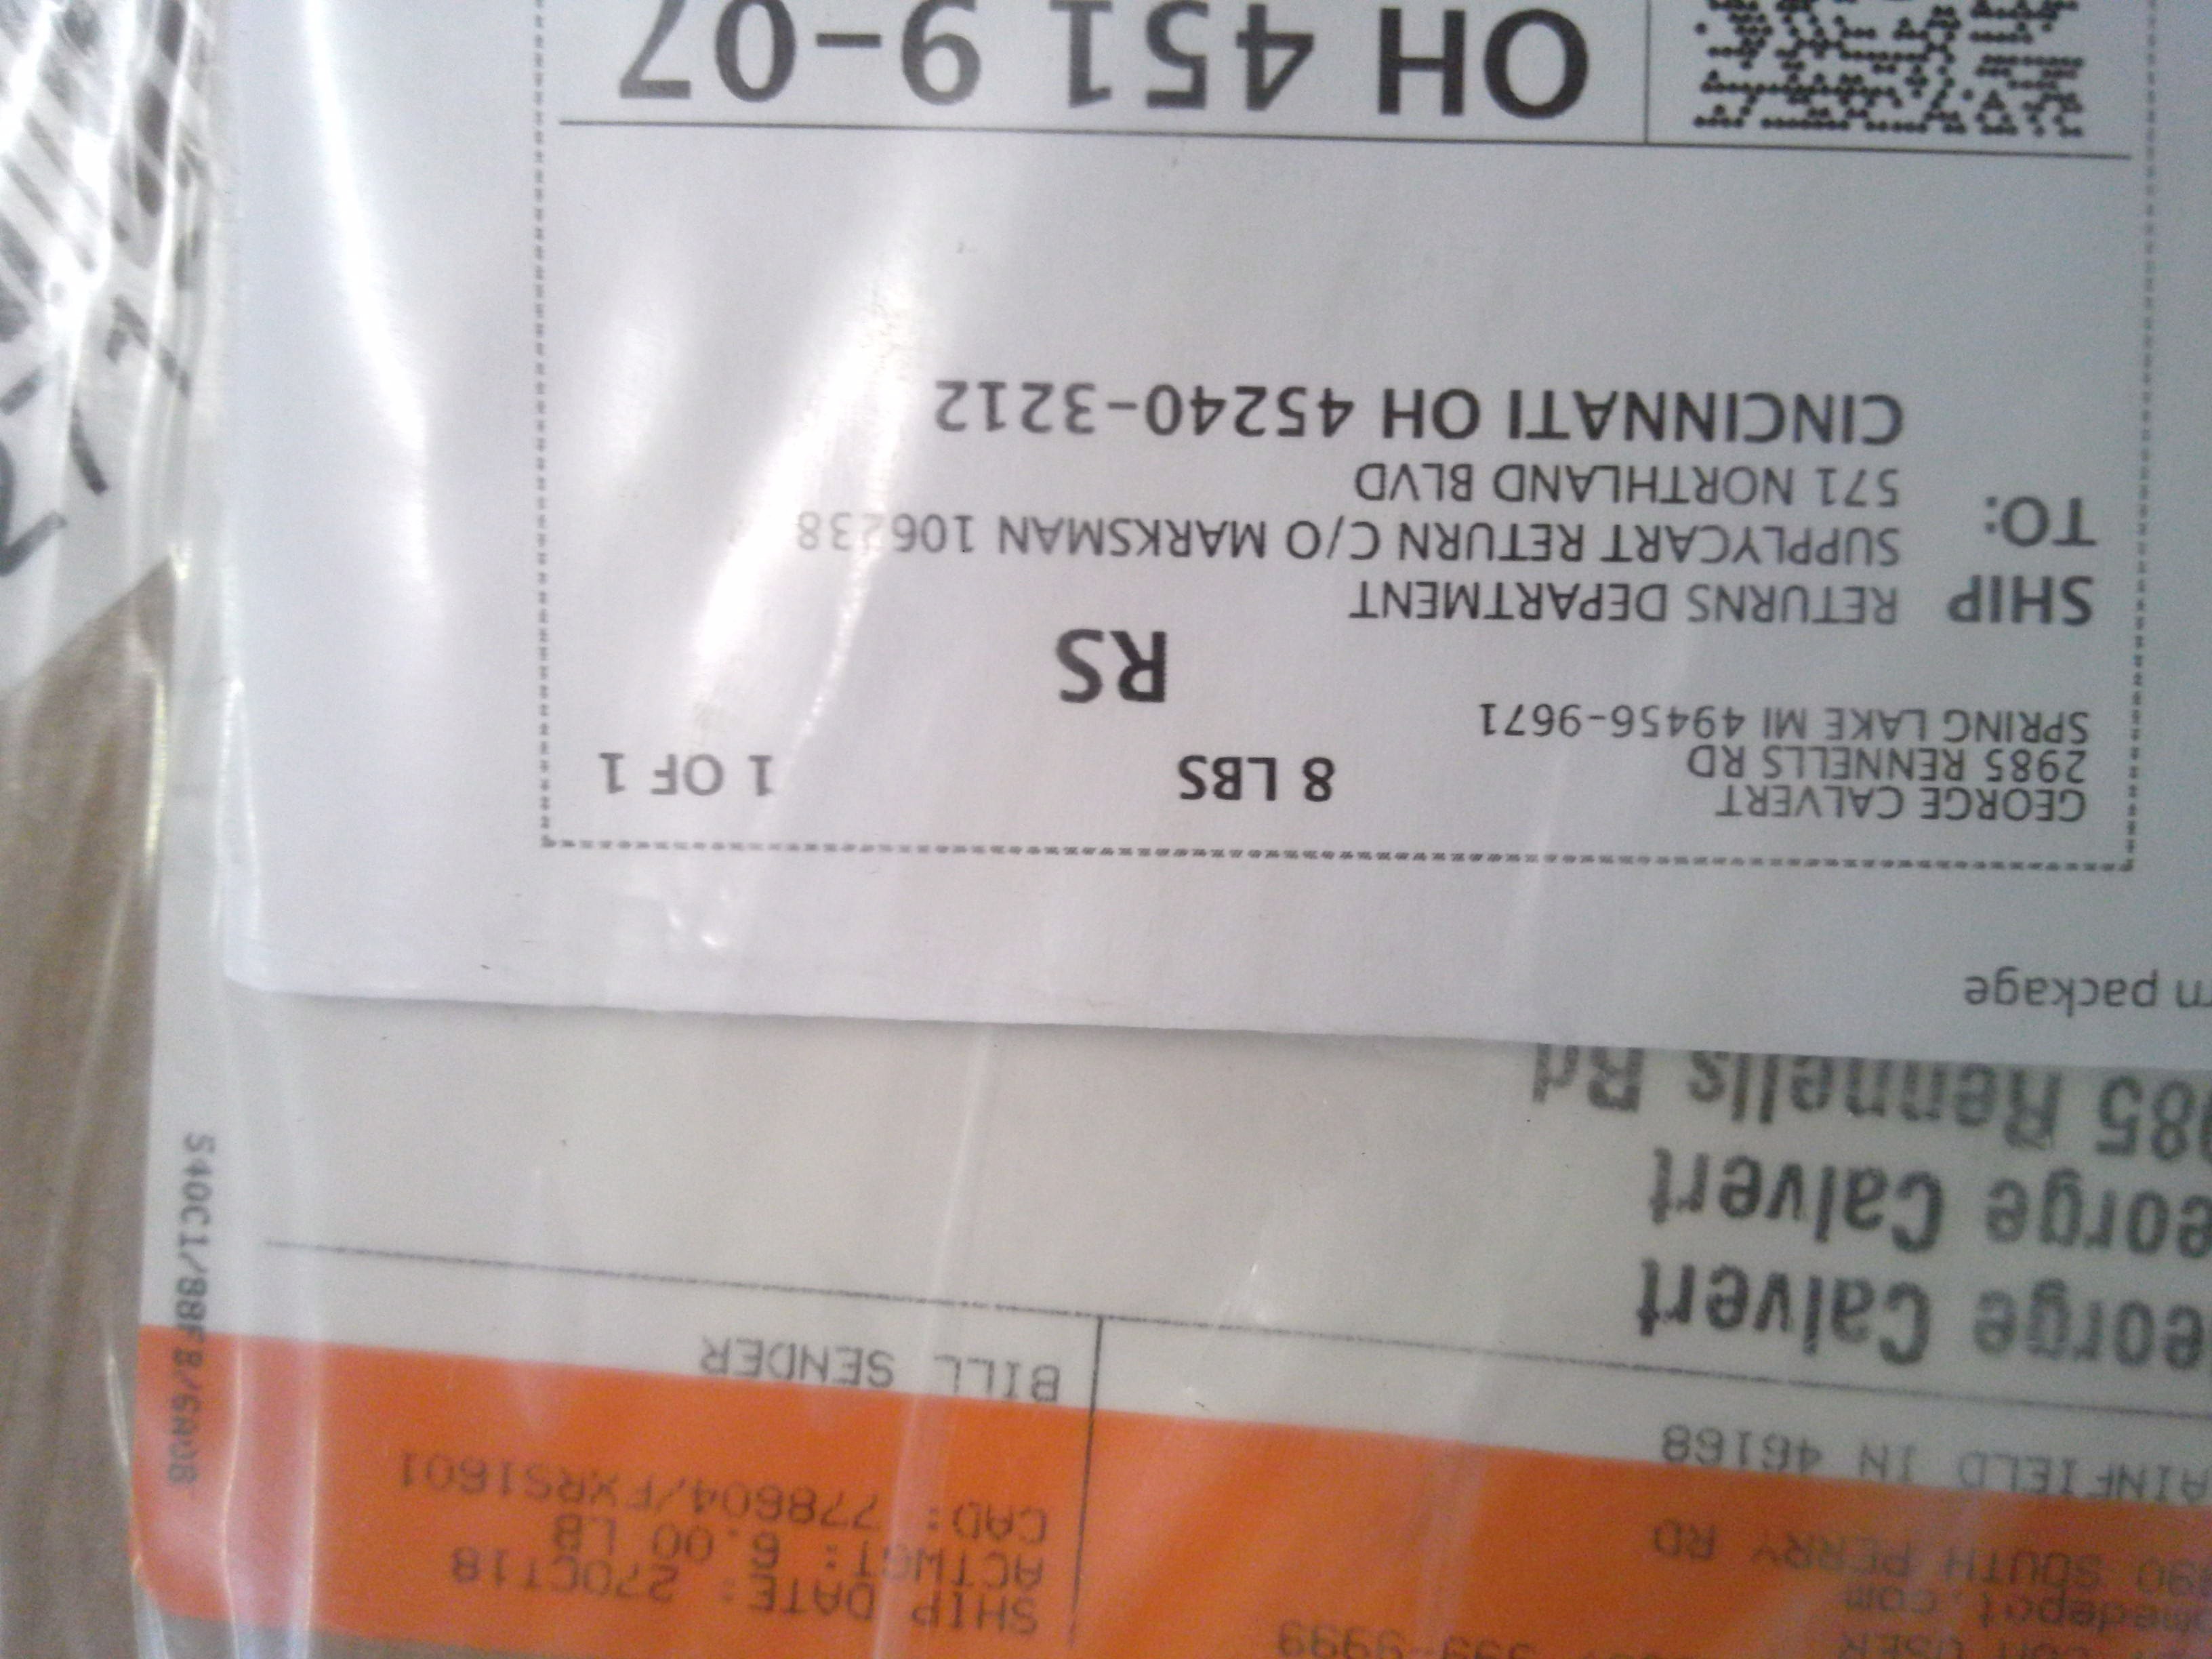 SHIP DATE: 27OCT18
ACTWGT: 6.00 LB
CAD: 778604/FXRS1601
BILL SENDER
999-9999
SOUTH PERRY RD
AINFIELD IN 46168
eorge Calvert
eorge Calvert
85 Rennells Rd
n package
GEORGE CALVERT
2985 RENNELLS RD
SPRING LAKE MI 49456-9671
8 LBS
1 OF 1
RS
SHIP
TO:
RETURNS DEPARTMENT
SUPPLYCART RETURN C/O MARKSMAN 106238
571 NORTHLAND BLVD
CINCINNATI OH 45240-3212
OH 451 9-07